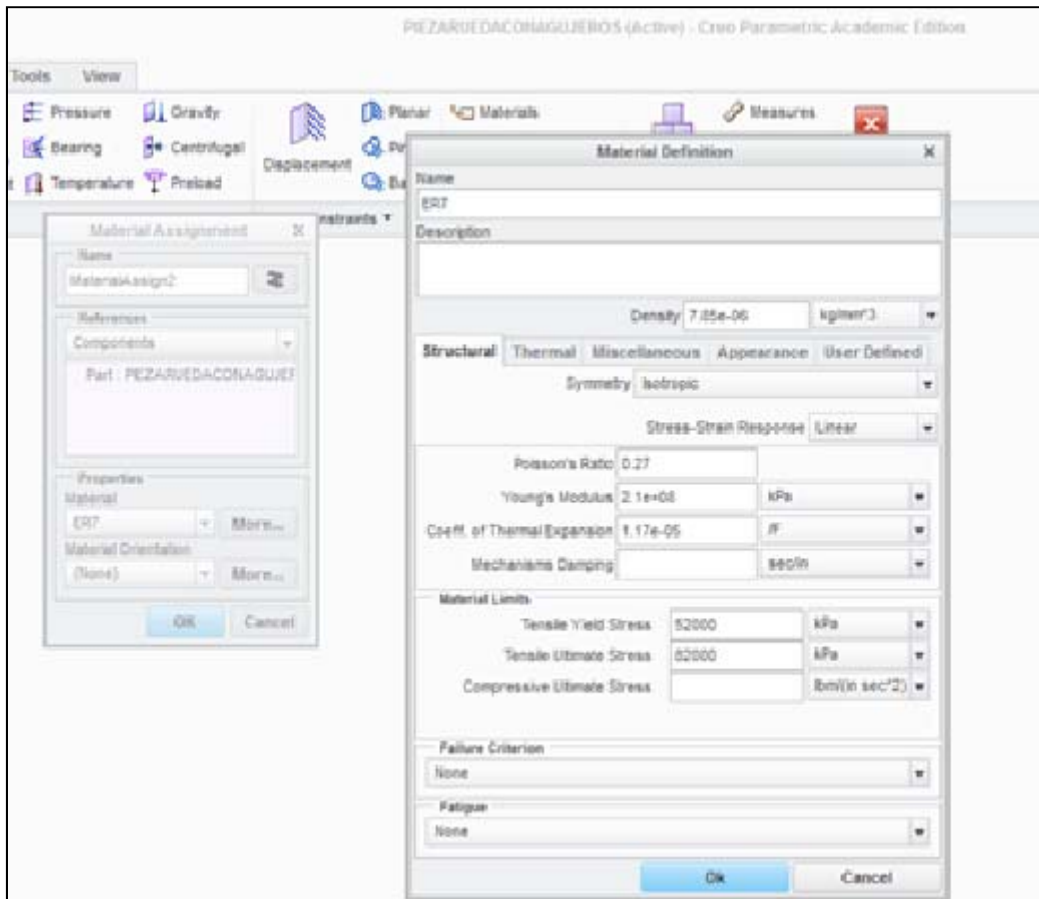 PIEZARUEDACONAGUJEROS (Active) - Creo Parametric Academic Edition
Tools View
Pressure Gravity Planar Materials Measures
Bearing Centrifugal Displacement
Temperature Preload
Material Assignment
Name
MaterialAssign2
References
Components
Part : PIEZARUEDACONAGUJER
Properties
Material
ER7 More...
Material Orientation
(None) More...
OK Cancel
Material Definition
Name
ER7
Description
Density 7.85e-06 kg/mm^3
Structural Thermal Miscellaneous Appearance User Defined
Symmetry Isotropic
Stress-Strain Response Linear
Poisson's Ratio 0.27
Young's Modulus 2.1e+08 kPa
Coeff. of Thermal Expansion 1.17e-05 /F
Mechanisms Damping sec/in
Material Limits
Tensile Yield Stress 52000 kPa
Tensile Ultimate Stress 82000 kPa
Compressive Ultimate Stress lbm/(in sec^2)
Failure Criterion
None
Fatigue
None
Ok Cancel